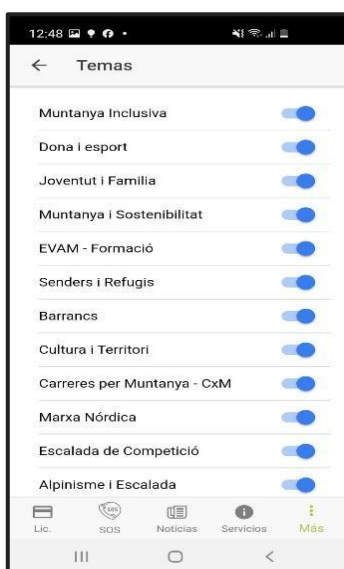 12:48
Temas
Muntanya Inclusiva
Dona i esport
Joventut i Familia
Muntanya i Sostenibilitat
EVAM - Formació
Senders i Refugis
Barrancs
Cultura i Territori
Carreres per Muntanya - CxM
Marxa Nórdica
Escalada de Competició
Alpinisme i Escalada
SOS
Lic. SOS Noticias Servicios Más